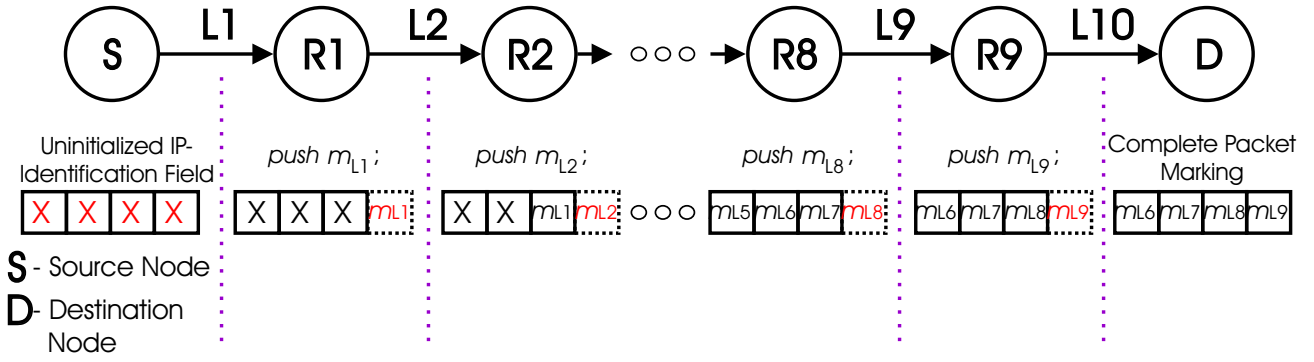 L1 L2 L9 L10
S R1 R2 R8 R9 D
Uninitialized IP-
Identification Field
push mL1;
push mL2;
push mL8;
push mL9;
Complete Packet
Marking
X X X X
X X X mL1
X X mL1 mL2
mL5 mL6 mL7 mL8
mL6 mL7 mL8 mL9
mL6 mL7 mL8 mL9
S - Source Node
D - Destination
Node